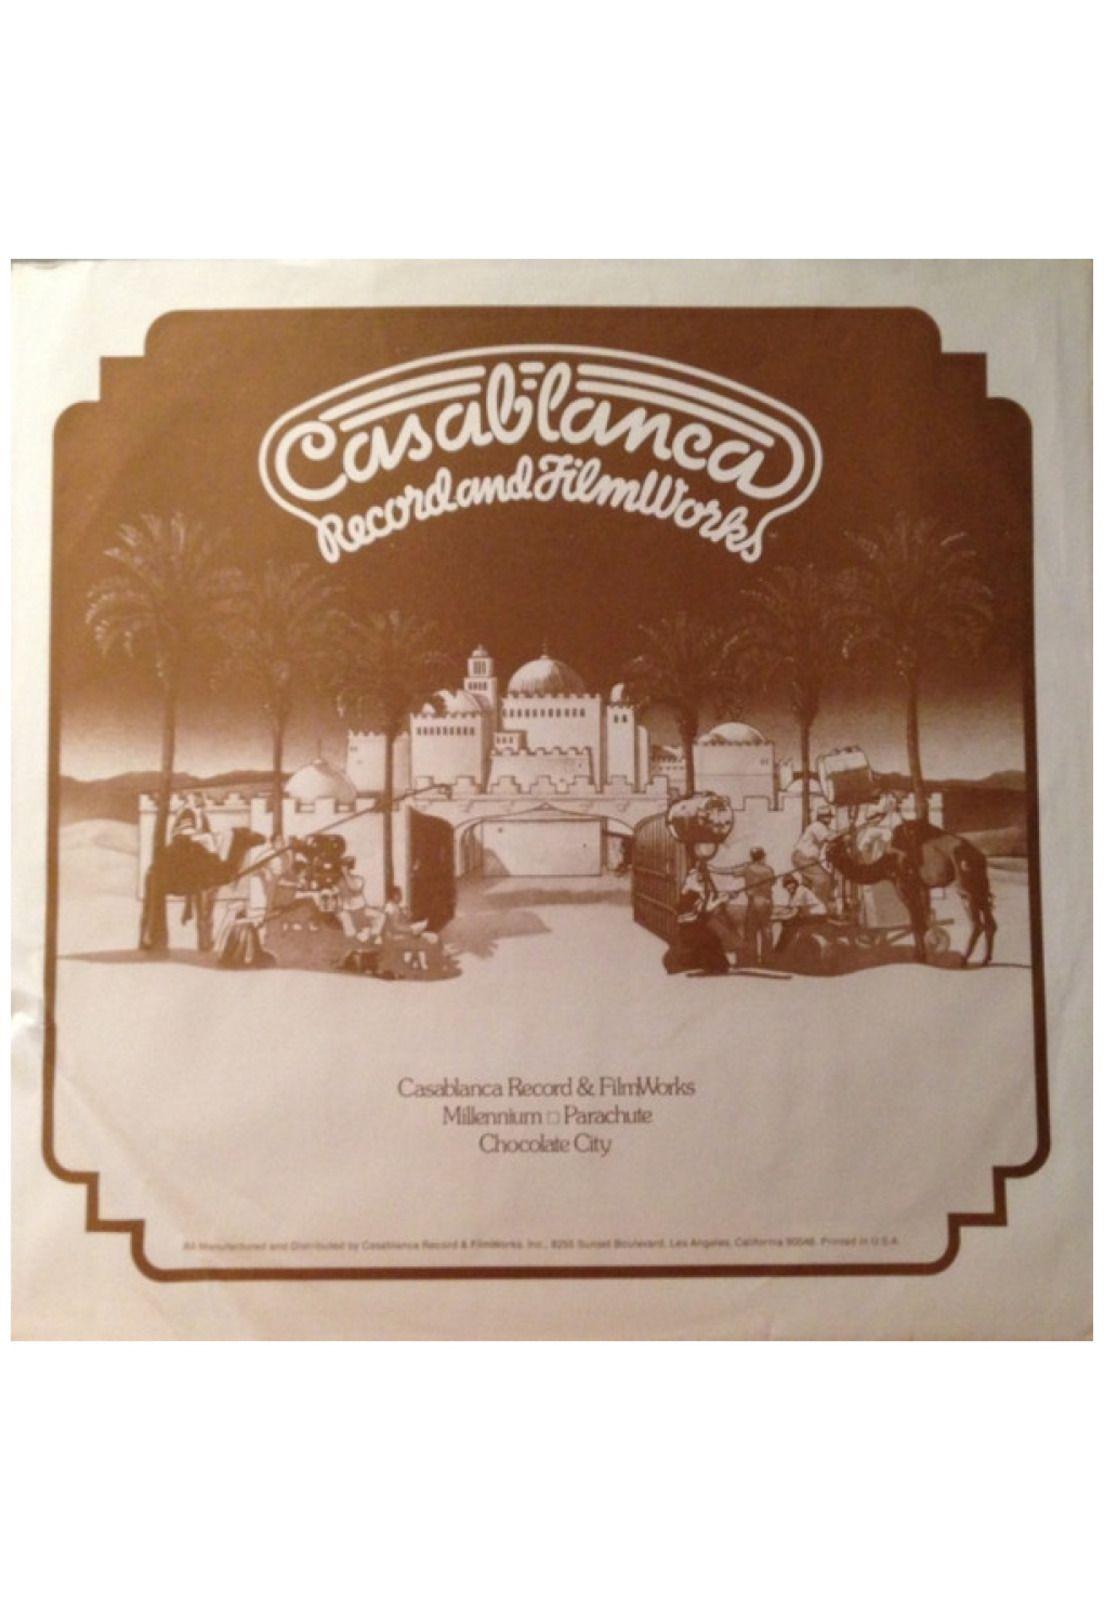 Casablanca
Record and FilmWorks
Casablanca Record & FilmWorks
Millennium □ Parachute
Chocolate City
All Manufactured and Distributed by Casablanca Record & FilmWorks, Inc., 8255 Sunset Boulevard, Los Angeles, California 90046. Printed in U.S.A.